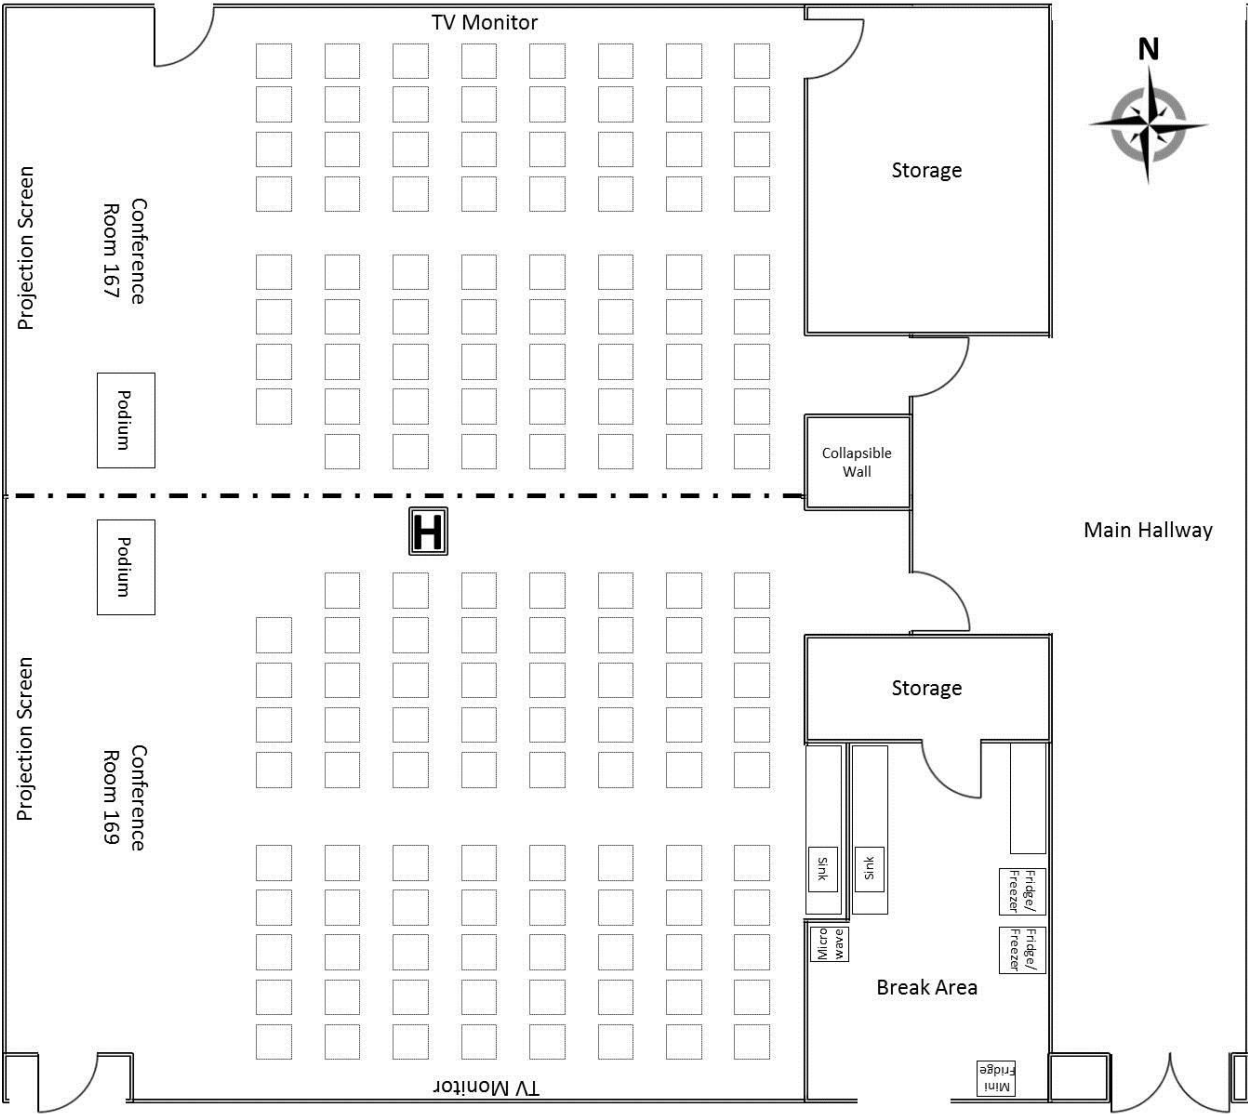 TV Monitor
N
Storage
Projection Screen
Conference
Room 167
Podium
Collapsible
Wall
H
Main Hallway
Podium
Storage
Projection Screen
Conference
Room 169
Sink
Sink
Fridge/
Freezer
Micro
wave
Fridge/
Freezer
Break Area
Mini
Fridge
TV Monitor